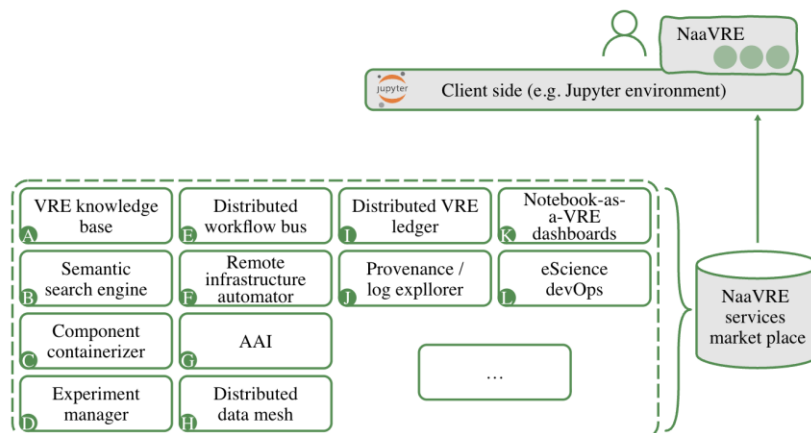 NaaVRE
jupyter
Client side (e.g. Jupyter environment)
VRE knowledge
base
A
Distributed
workflow bus
E
Distributed VRE
ledger
I
Notebook-as-
a-VRE
dashboards
K
Semantic
search engine
B
Remote
infrastructure
automator
F
Provenance /
log expllorer
J
eScience
devOps
L
Component
containerizer
C
AAI
G
Experiment
manager
D
Distributed
data mesh
H
...
NaaVRE
services
market place